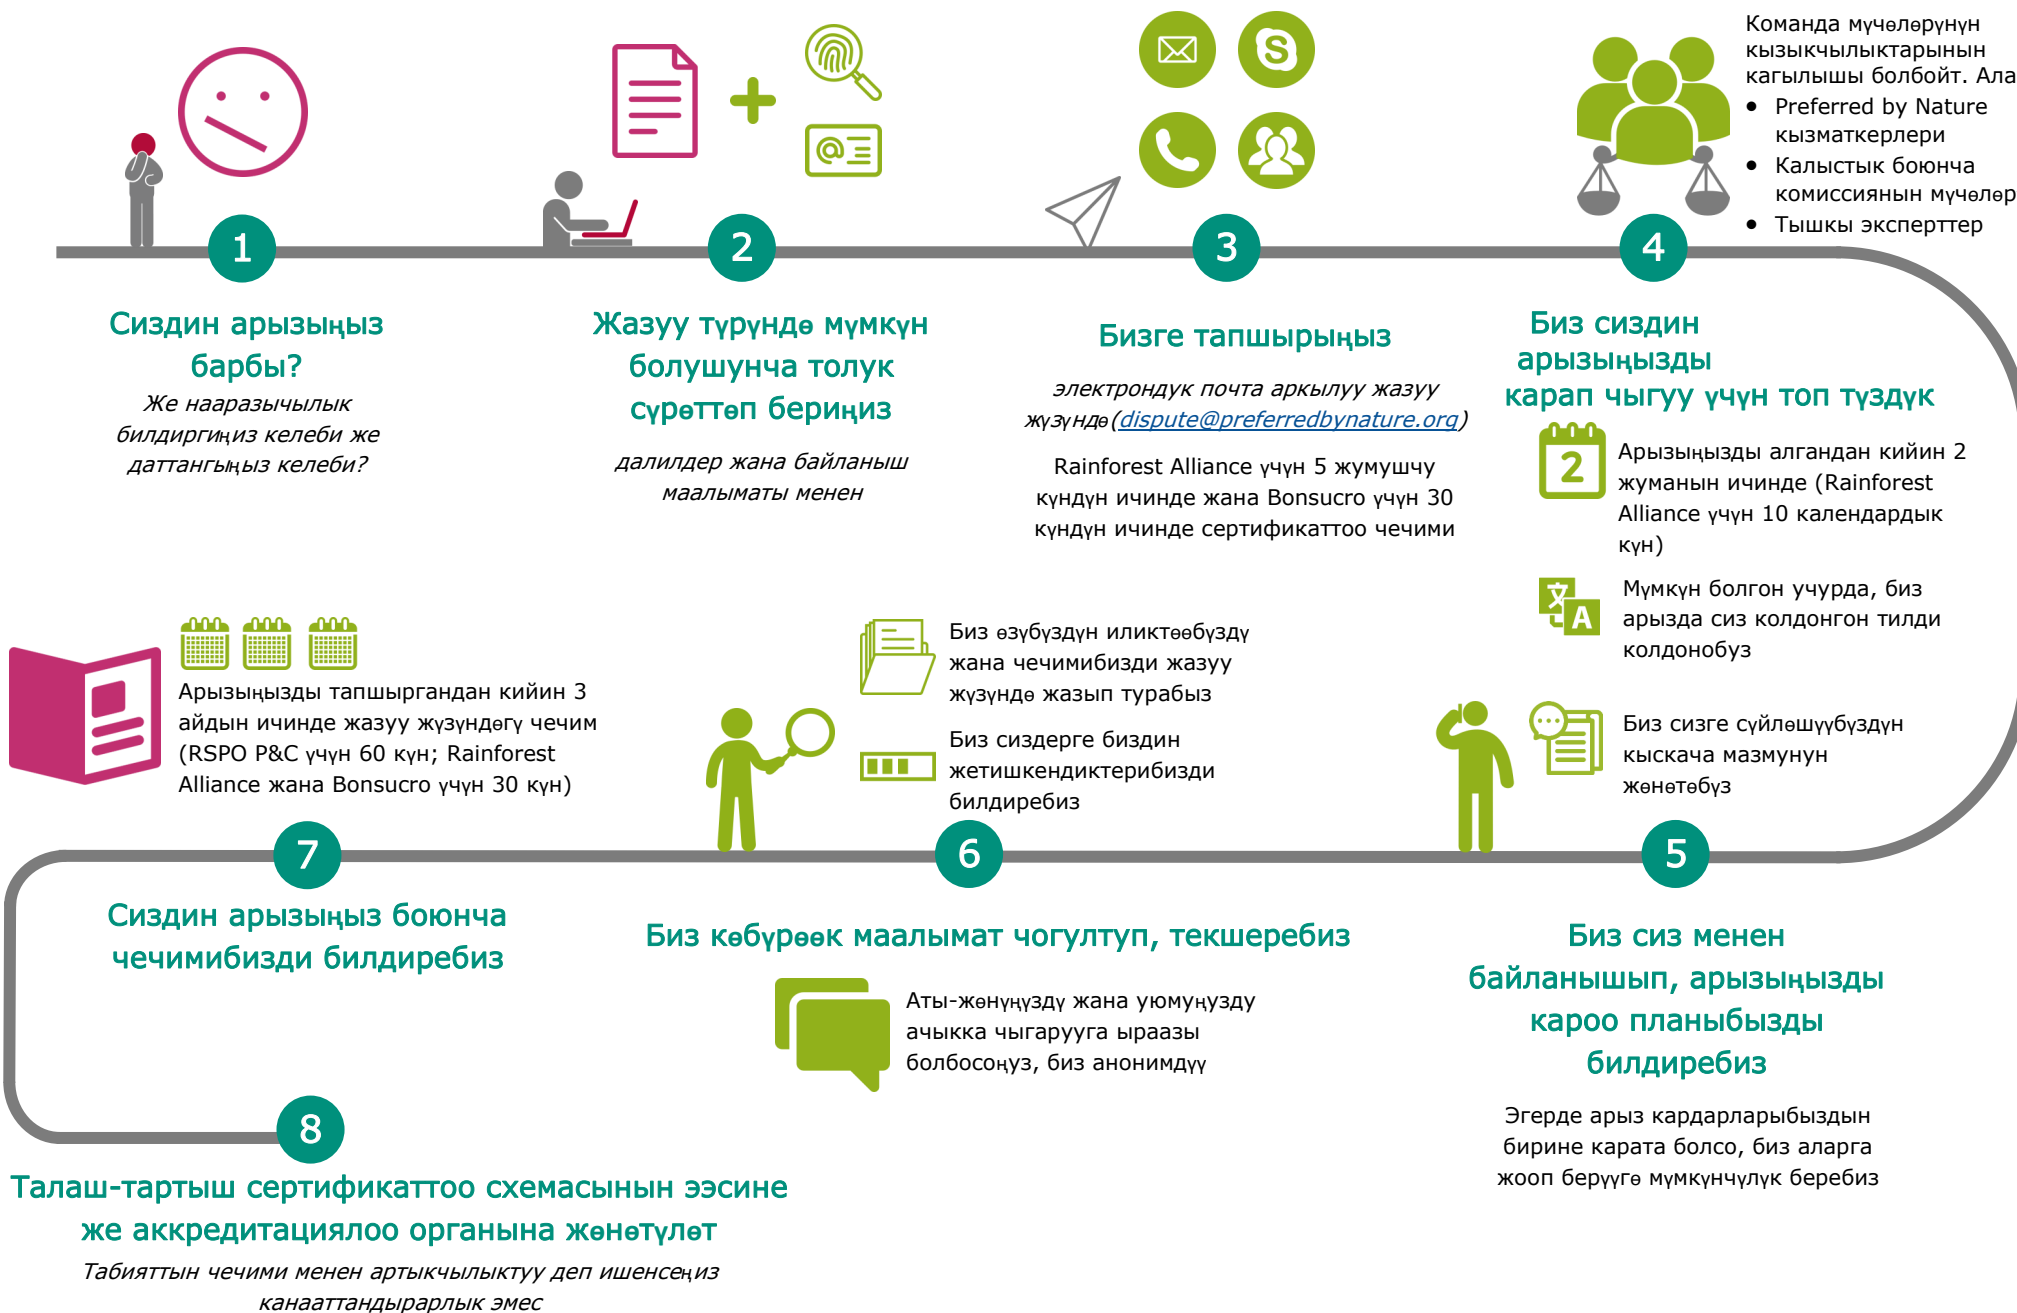 Команда мүчөлөрүнүн
кызыкчылыктарынын
кагылышы болбойт. Ала
• Preferred by Nature
кызматкерлери
• Калыстык боюнча
комиссиянын мүчөлөр
• Тышкы эксперттер
1
Сиздин арызыңыз
барбы?
Же нааразычылык
билдиргиңиз келеби же
даттангыңыз келеби?
2
Жазуу түрүндө мүмкүн
болушунча толук
сүрөттөп бериңиз
далилдер жана байланыш
маалыматы менен
3
Бизге тапшырыңыз
электрондук почта аркылуу жазуу
жүзүндө(dispute@preferredbynature.org)
Rainforest Alliance үчүн 5 жумушчу
күндүн ичинде жана Bonsucro үчүн 30
күндүн ичинде сертификаттоо чечими
4
Биз сиздин
арызыңызды
карап чыгуу үчүн топ түздүк
2
Арызыңызды алгандан кийин 2
жуманын ичинде (Rainforest
Alliance үчүн 10 календардык
күн)
文
A
Мүмкүн болгон учурда, биз
арызда сиз колдонгон тилди
колдонобуз
Биз сизге сүйлөшүүбүздүн
кыскача мазмунун
жөнөтөбүз
5
Биз сиз менен
байланышып, арызыңызды
кароо планыбызды
билдиребиз
Эгерде арыз кардарларыбыздын
бирине карата болсо, биз аларга
жооп берүүгө мүмкүнчүлүк беребиз
Биз өзүбүздүн иликтөөбүздү
жана чечимибизди жазуу
жүзүндө жазып турабыз
Биз сиздерге биздин
жетишкендиктерибизди
билдиребиз
6
Биз көбүрөөк маалымат чогултуп, текшеребиз
Аты-жөнүңүздү жана уюмуңузду
ачыкка чыгарууга ыраазы
болбосоңуз, биз анонимдүү
Арызыңызды тапшыргандан кийин 3
айдын ичинде жазуу жүзүндөгү чечим
(RSPO P&C үчүн 60 күн; Rainforest
Alliance жана Bonsucro үчүн 30 күн)
7
Сиздин арызыңыз боюнча
чечимибизди билдиребиз
8
Талаш-тартыш сертификаттоо схемасынын ээсине
же аккредитациялоо органына жөнөтүлөт
Табияттын чечими менен артыкчылыктуу деп ишенсеңиз
канааттандырарлык эмес